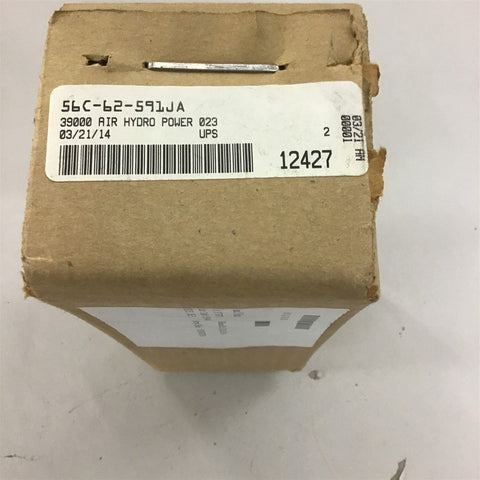 56C-62-591JA
39000 AIR HYDRO POWER 023
03/21/14 UPS 2
12427
03/21 AM
00001